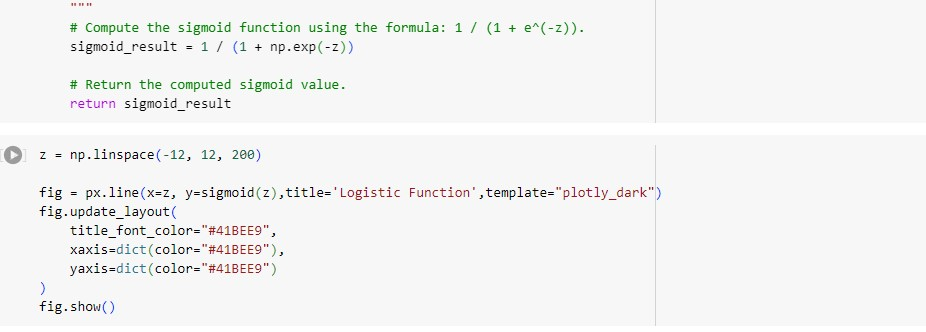 """
# Compute the sigmoid function using the formula: 1 / (1 + e^(-z)).
sigmoid_result = 1 / (1 + np.exp(-z))
# Return the computed sigmoid value.
return sigmoid_result
z = np.linspace(-12, 12, 200)
fig = px.line(x=z, y=sigmoid(z),title='Logistic Function',template="plotly_dark")
fig.update_layout(
title_font_color="#41BEE9",
xaxis=dict(color="#41BEE9"),
yaxis=dict(color="#41BEE9")
)
fig.show()